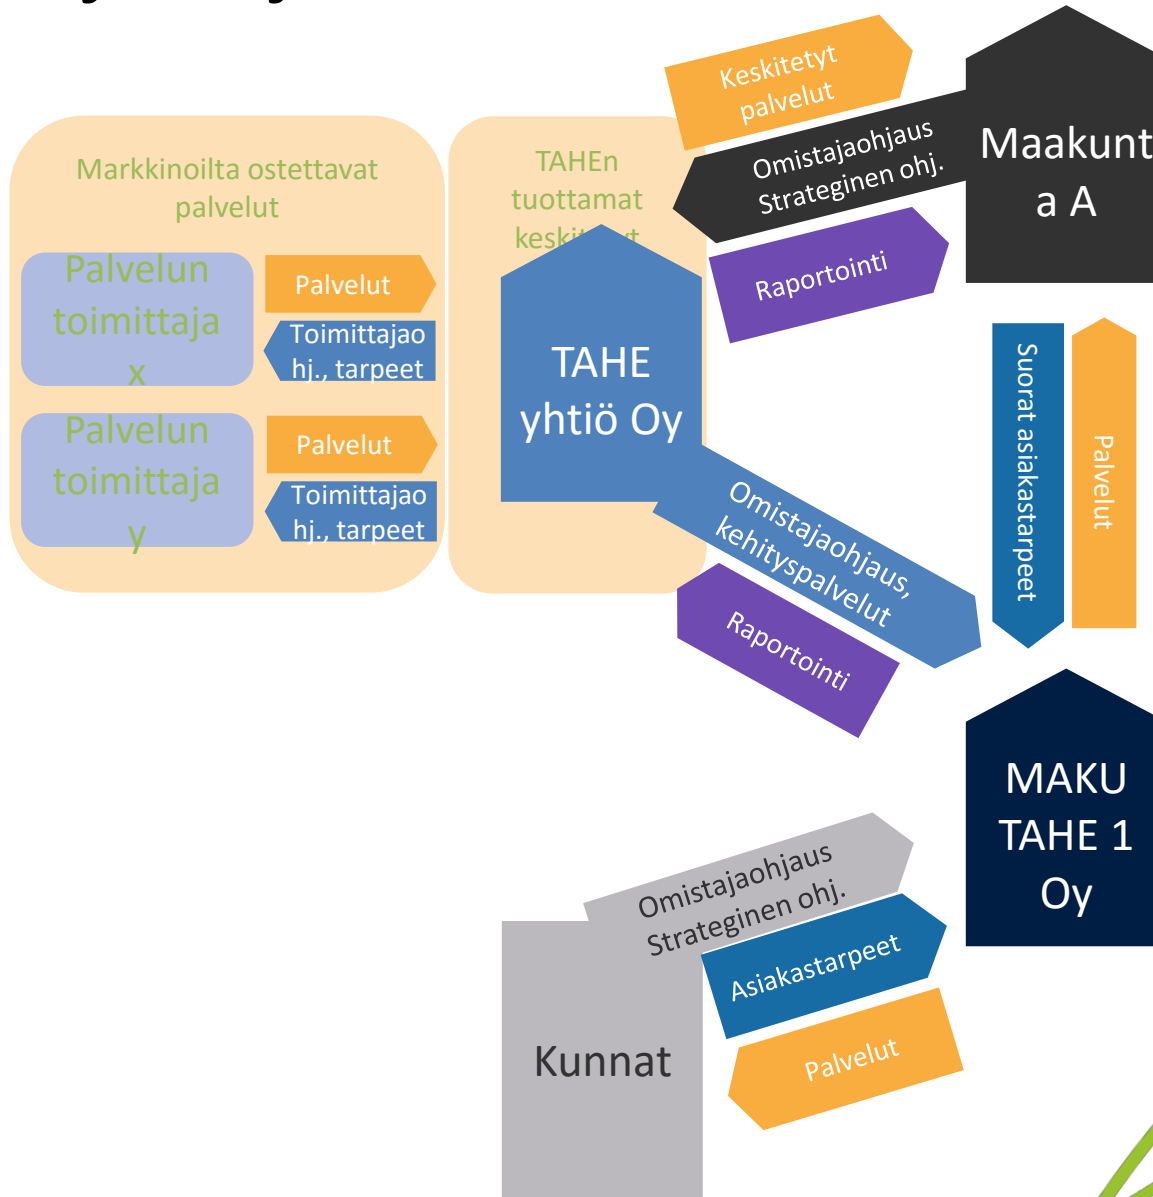 Markkinoilta ostettavat
palvelut
Palvelun
toimittaja
x
Palvelut
Toimittajao
hj., tarpeet
Palvelun
toimittaja
y
Palvelut
Toimittajao
hj., tarpeet
TAHEn
tuottamat
TAHE
yhtiö Oy
Keskitetyt
palvelut
Omistajaohjaus
Strateginen ohj.
Raportointi
Maakunt
a A
Suorat asiakastarpeet
Palvelut
Omistajaohjaus,
kehityspalvelut
Raportointi
MAKU
TAHE 1
Oy
Omistajaohjaus
Strateginen ohj.
Asiakastarpeet
Palvelut
Kunnat